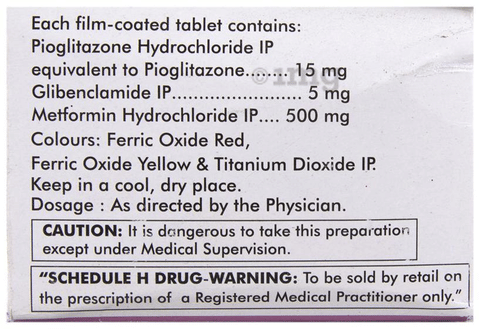 Each film-coated tablet contains:
Pioglitazone Hydrochloride IP
equivalent to Pioglitazone........ 15 mg
Glibenclamide IP........................ 5 mg
Metformin Hydrochloride IP.... 500 mg
Colours: Ferric Oxide Red,
Ferric Oxide Yellow & Titanium Dioxide IP.
Keep in a cool, dry place.
Dosage : As directed by the Physician.
CAUTION: It is dangerous to take this preparation
except under Medical Supervision.
"SCHEDULE H DRUG-WARNING: To be sold by retail on
the prescription of a Registered Medical Practitioner only."